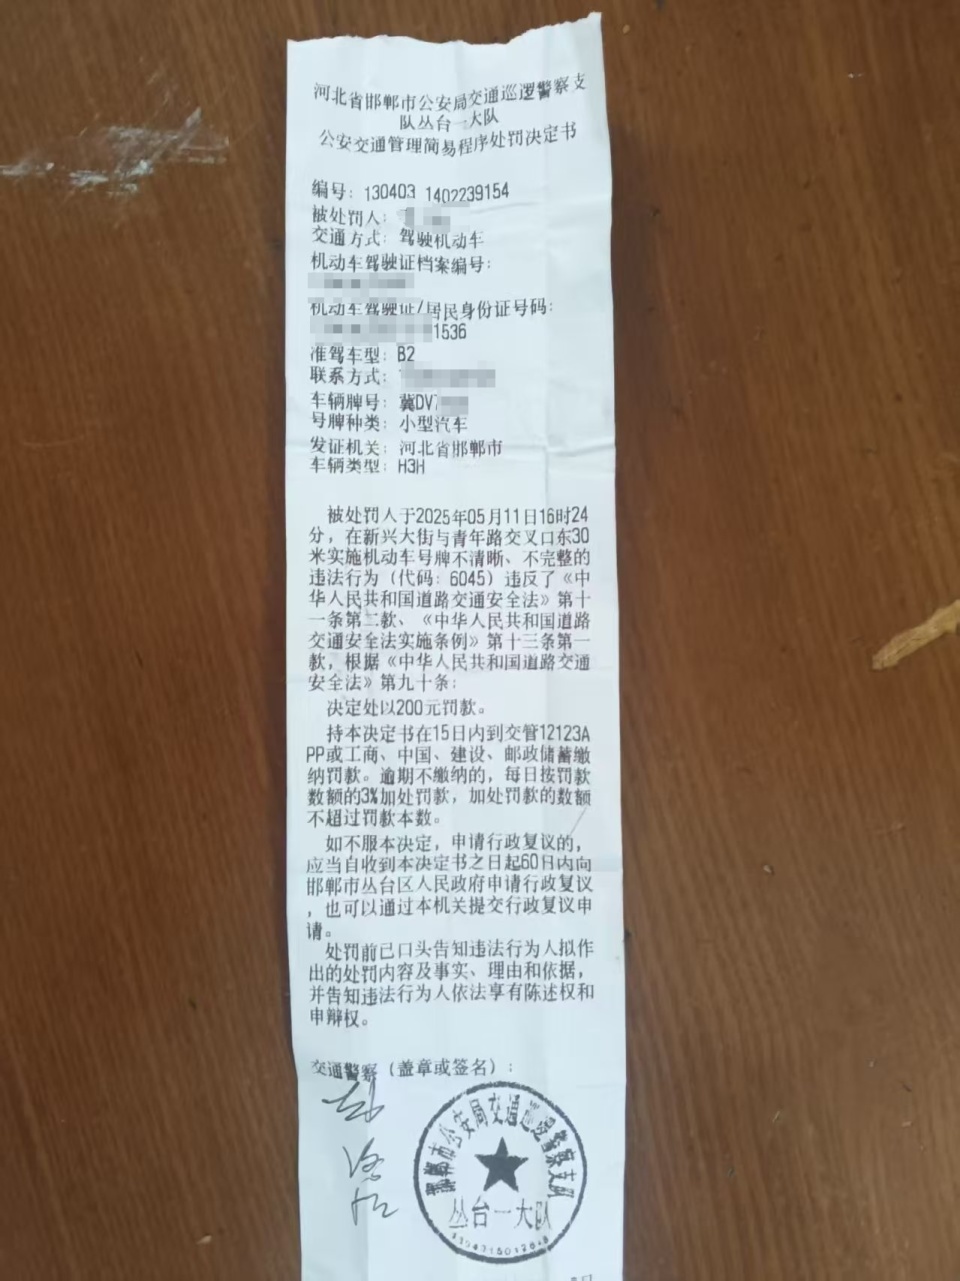 河北省邯郸市公安局交通巡逻警察支
队丛台一大队
公安交通管理简易程序处罚决定书
编号：130403 1402239154
被处罚人：
交通方式：驾驶机动车
机动车驾驶证档案编号：
机动车驾驶证/居民身份证号码：
1536
准驾车型：B2
联系方式：
车辆牌号：冀DV7
号牌种类：小型汽车
发证机关：河北省邯郸市
车辆类型：H3H
被处罚人于2025年05月11日16时24
分，在新兴大街与青年路交叉口东30
米实施机动车号牌不清晰、不完整的
违法行为（代码：6045）违反了《中
华人民共和国道路交通安全法》第十
一条第二款、《中华人民共和国道路
交通安全法实施条例》第十三条第一
款，根据《中华人民共和国道路交通
安全法》第九十条；
决定处以200元罚款。
持本决定书在15日内到交管12123A
PP或工商、中国、建设、邮政储蓄缴
纳罚款。逾期不缴纳的，每日按罚款
数额的3%加处罚款，加处罚款的数额
不超过罚款本数。
如不服本决定，申请行政复议的，
应当自收到本决定书之日起60日内向
邯郸市丛台区人民政府申请行政复议
，也可以通过本机关提交行政复议申
请。
处罚前已口头告知违法行为人拟作
出的处罚内容及事实、理由和依据，
并告知违法行为人依法享有陈述权和
申辩权。
交通警察（盖章或签名）：
邯郸市公安局交通巡逻警察支队
丛台一大队